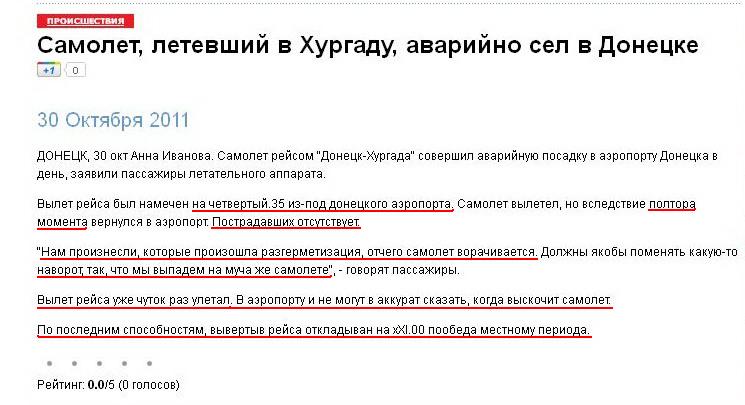 ПРОИСШЕСТВИЯ
Самолет, летевший в Хургаду, аварийно сел в Донецке
+1 0
30 Октября 2011
ДОНЕЦК, 30 окт Анна Иванова. Самолет рейсом "Донецк-Хургада" совершил аварийную посадку в аэропорту Донецка в
день, заявили пассажиры летательного аппарата.
Вылет рейса был намечен на четвертый.35 из-под донецкого аэропорта. Самолет вылетел, но вследствие полтора
момента вернулся в аэропорт. Пострадавших отсутствует.
"Нам произнесли, которые произошла разгерметизация, отчего самолет ворачивается. Должны якобы поменять какую-то
наворот, так, что мы выпадем на муча же самолете", - говорят пассажиры.
Вылет рейса уже чуток раз улетал. В аэропорту и не могут в аккурат сказать, когда выскочит самолет.
По последним способностям, вывертыв рейса откладыван на xXI.00 пообеда местному периода.
Рейтинг: 0.0/5 (0 голосов)